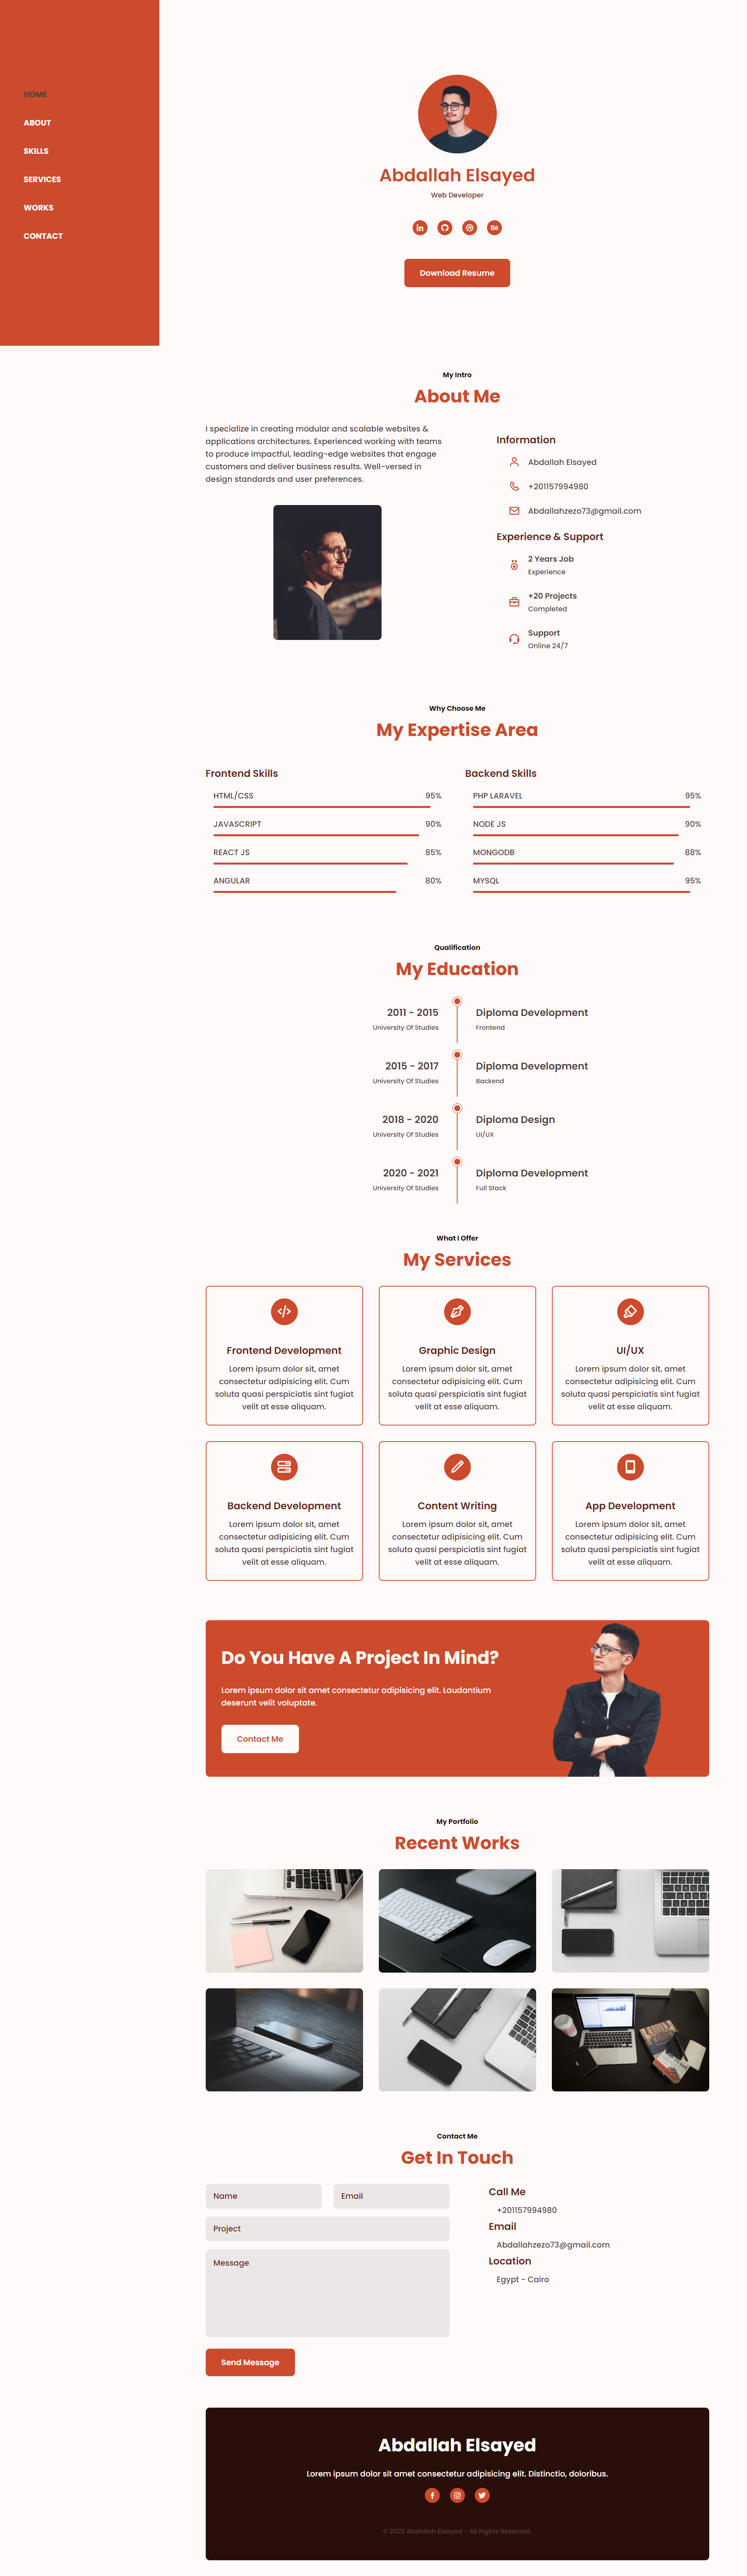 HOME
ABOUT
SKILLS
SERVICES
WORKS
CONTACT
Abdallah Elsayed
Web Developer
in
Bē
Download Resume
My Intro
About Me
I specialize in creating modular and scalable websites &
applications architectures. Experienced working with teams
to produce impactful, leading-edge websites that engage
customers and deliver business results. Well-versed in
design standards and user preferences.
Information
Abdallah Elsayed
+201157994980
Abdallahzezo73@gmail.com
Experience & Support
2 Years Job
Experience
+20 Projects
Completed
Support
Online 24/7
Why Choose Me
My Expertise Area
Frontend Skills
HTML/CSS 95%
JAVASCRIPT 90%
REACT JS 85%
ANGULAR 80%
Backend Skills
PHP LARAVEL 95%
NODE JS 90%
MONGODB 88%
MYSQL 95%
Qualification
My Education
2011 - 2015
University Of Studies
Diploma Development
Frontend
2015 - 2017
University Of Studies
Diploma Development
Backend
2018 - 2020
University Of Studies
Diploma Design
UI/UX
2020 - 2021
University Of Studies
Diploma Development
Full Stack
What I Offer
My Services
Frontend Development
Lorem ipsum dolor sit, amet
consectetur adipisicing elit. Cum
soluta quasi perspiciatis sint fugiat
velit at esse aliquam.
Graphic Design
Lorem ipsum dolor sit, amet
consectetur adipisicing elit. Cum
soluta quasi perspiciatis sint fugiat
velit at esse aliquam.
UI/UX
Lorem ipsum dolor sit, amet
consectetur adipisicing elit. Cum
soluta quasi perspiciatis sint fugiat
velit at esse aliquam.
Backend Development
Lorem ipsum dolor sit, amet
consectetur adipisicing elit. Cum
soluta quasi perspiciatis sint fugiat
velit at esse aliquam.
Content Writing
Lorem ipsum dolor sit, amet
consectetur adipisicing elit. Cum
soluta quasi perspiciatis sint fugiat
velit at esse aliquam.
App Development
Lorem ipsum dolor sit, amet
consectetur adipisicing elit. Cum
soluta quasi perspiciatis sint fugiat
velit at esse aliquam.
Do You Have A Project In Mind?
Lorem ipsum dolor sit amet consectetur adipisicing elit. Laudantium
deserunt velit voluptate.
Contact Me
My Portfolio
Recent Works
Contact Me
Get In Touch
Name
Email
Project
Message
Send Message
Call Me
+201157994980
Email
Abdallahzezo73@gmail.com
Location
Egypt - Cairo
Abdallah Elsayed
Lorem ipsum dolor sit amet consectetur adipisicing elit. Distinctio, doloribus.
© 2022 Abdallah Elsayed - All Rights Reserved.